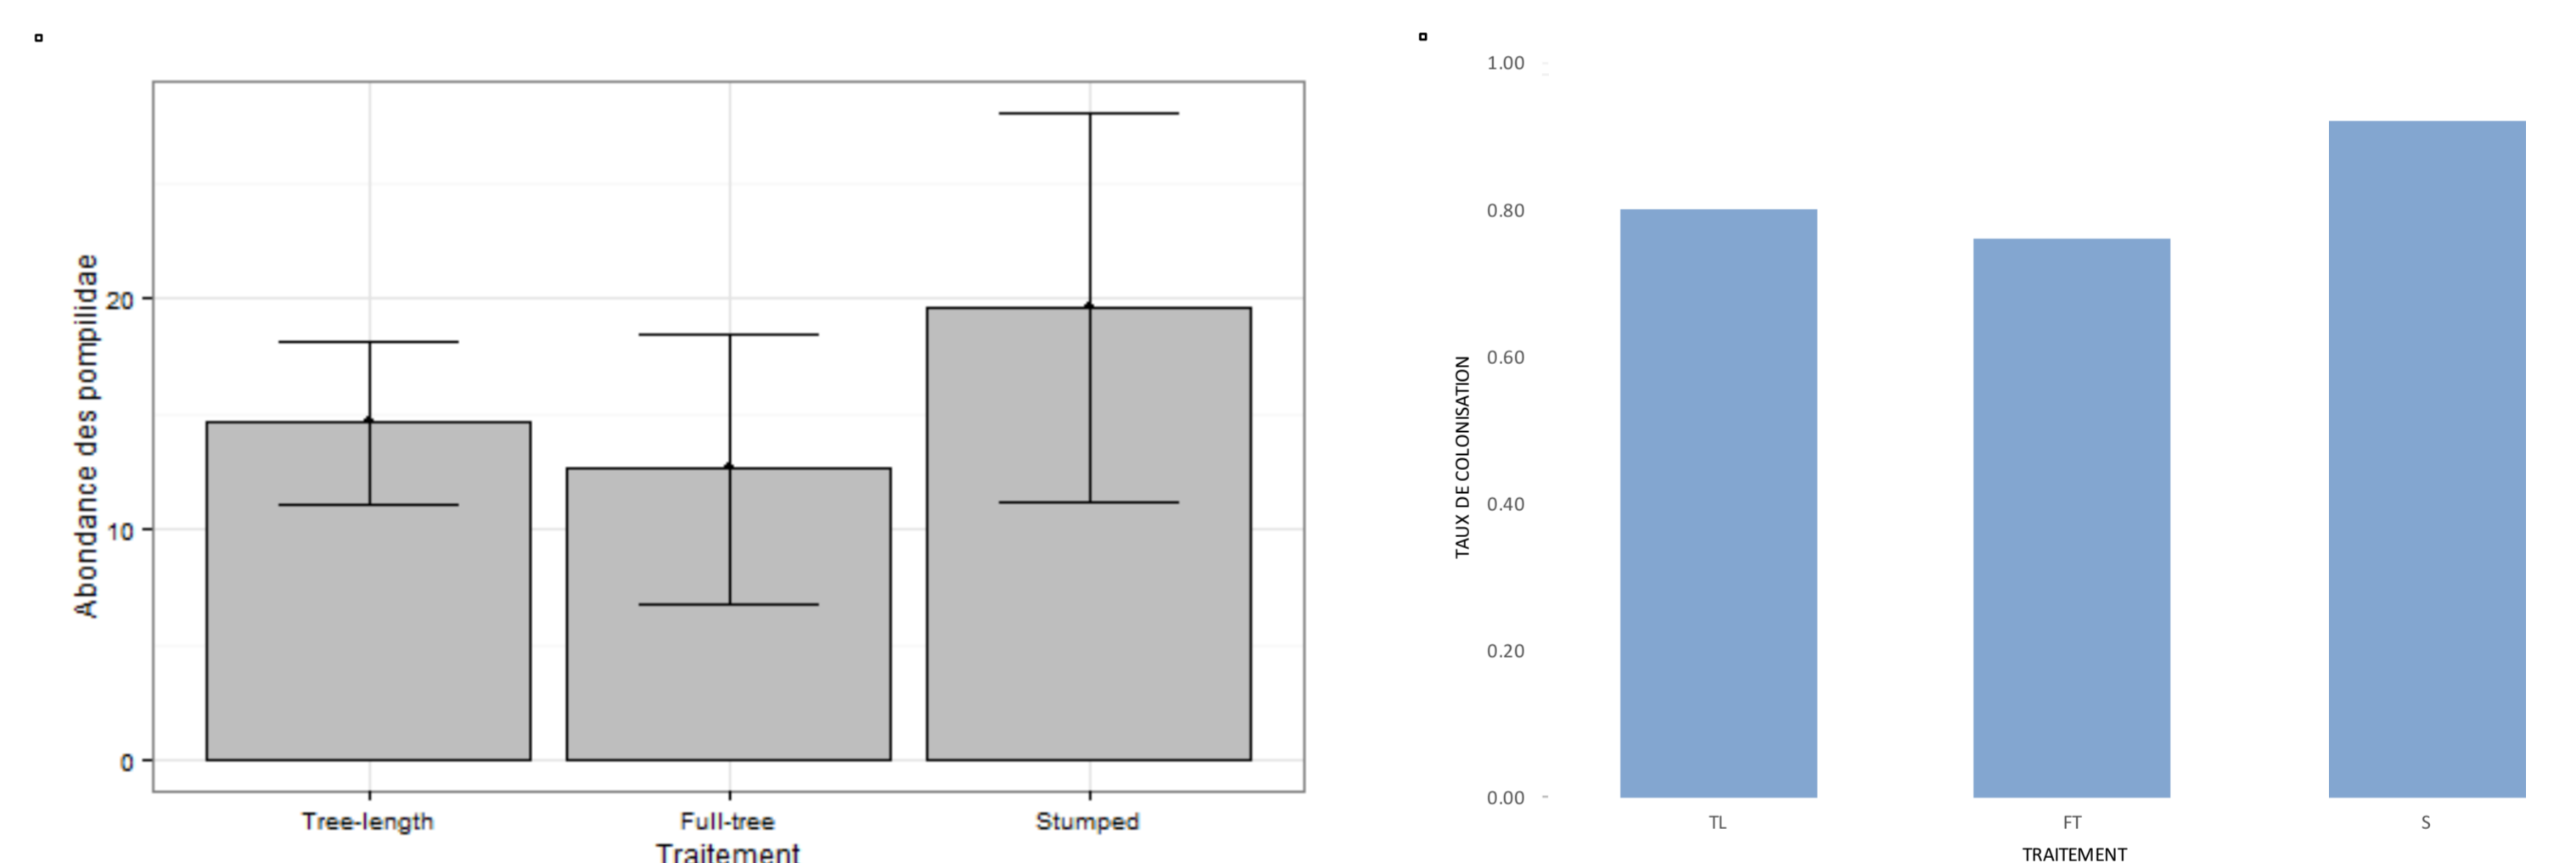 Abondance des pompilidae
20
10
0
Tree-length Full-tree Stumped
Traitement
1.00
0.80
0.60
0.40
0.20
0.00
TAUX DE COLONISATION
TL FT S
TRAITEMENT